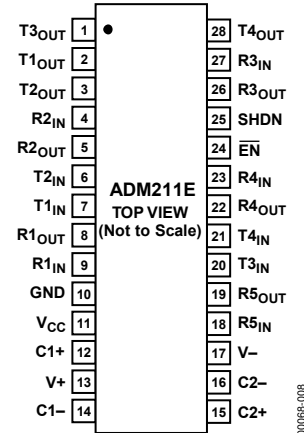 T3OUT 1 28 T4OUT
T1OUT 2 27 R3IN
T2OUT 3 26 R3OUT
R2IN 4 25 SHDN
R2OUT 5 24 EN
T2IN 6 23 R4IN
T1IN 7 22 R4OUT
R1OUT 8 21 T4IN
R1IN 9 20 T3IN
GND 10 19 R5OUT
VCC 11 18 R5IN
C1+ 12 17 V–
V+ 13 16 C2–
C1– 14 15 C2+
ADM211E
TOP VIEW
(Not to Scale)
00068-008